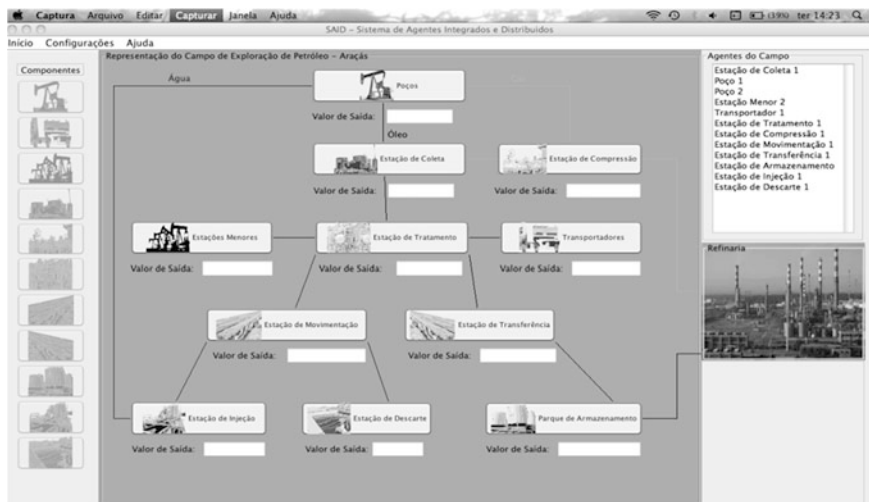 Captura Arquivo Editar Capturar Janela Ajuda (39%) ter 14:23
SAID - Sistema de Agentes Integrados e Distribuidos
Início Configurações Ajuda
Representação do Campo de Exploração de Petróleo - Araçás
Agentes do Campo
Componentes
Água
Poços
Valor de Saída:
Óleo
Estação de Coleta
Estação de Compressão
Valor de Saída:
Valor de Saída:
Estações Menores
Estação de Tratamento
Transportadores
Valor de Saída:
Valor de Saída:
Valor de Saída:
Estação de Movimentação
Estação de Transferência
Valor de Saída:
Valor de Saída:
Estação de Injeção
Estação de Descarte
Parque de Armazenamento
Valor de Saída:
Valor de Saída:
Valor de Saída:
Estação de Coleta 1
Poço 1
Poço 2
Estação Menor 2
Transportador 1
Estação de Tratamento 1
Estação de Compressão 1
Estação de Movimentação 1
Estação de Transferência 1
Estação de Armazenamento
Estação de Injeção 1
Estação de Descarte 1
Refinaria